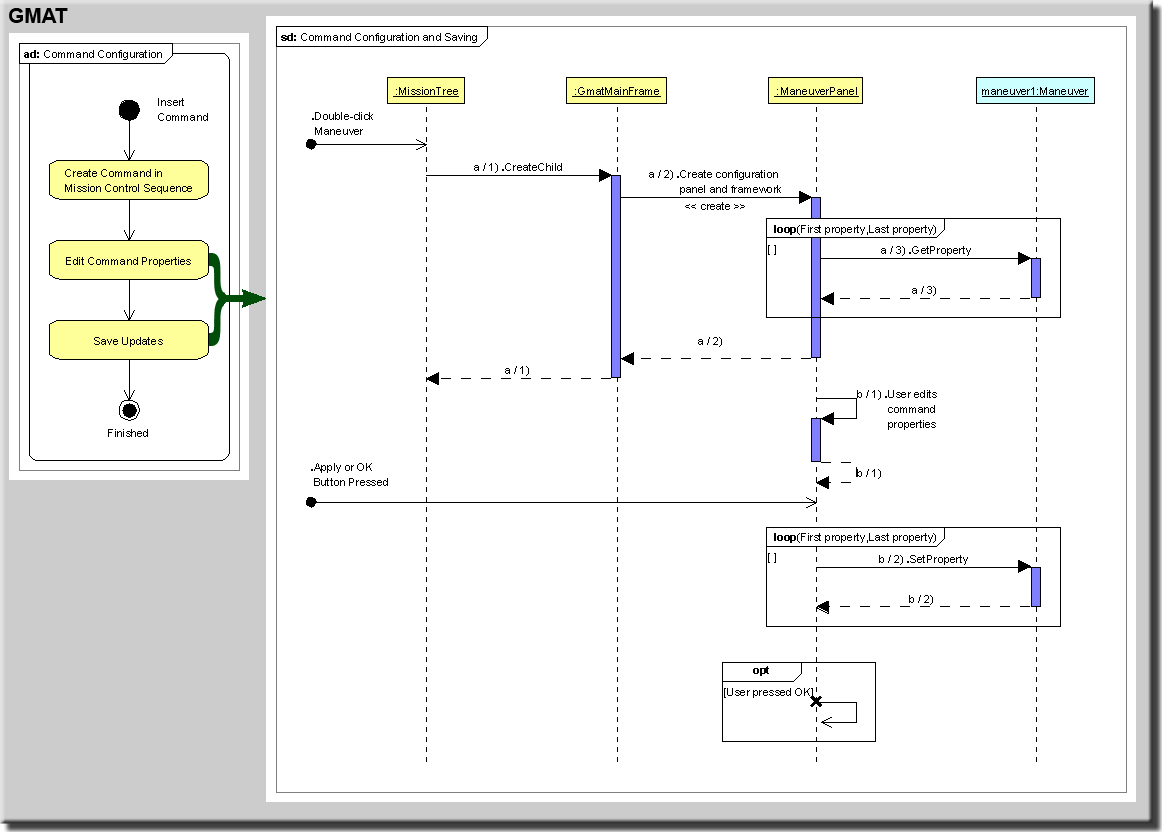 GMAT
ad: Command Configuration
Insert
Command
Create Command in
Mission Control Sequence
Edit Command Properties
Save Updates
Finished
sd: Command Configuration and Saving
:MissionTree
:GmatMainFrame
:ManeuverPanel
maneuver1:Maneuver
.Double-click
Maneuver
a / 1) .CreateChild
a / 2) .Create configuration
panel and framework
<< create >>
loop(First property,Last property)
[ ]
a / 3) .GetProperty
a / 3)
a / 2)
a / 1)
b / 1) .User edits
command
properties
.Apply or OK
Button Pressed
b / 1)
loop(First property,Last property)
[ ]
b / 2) .SetProperty
b / 2)
opt
[User pressed OK]